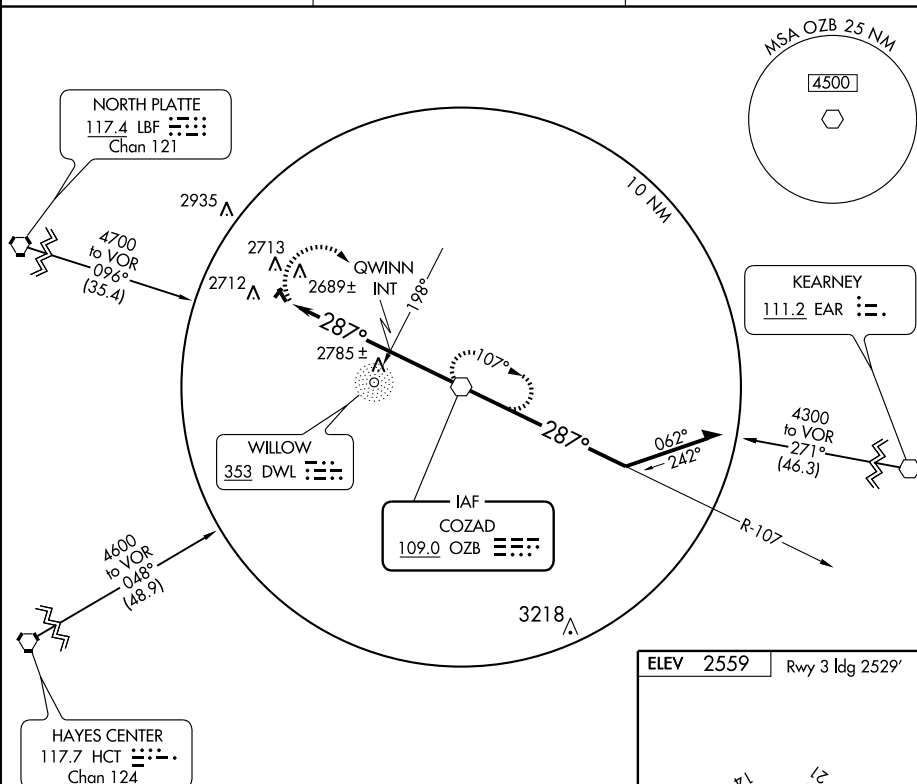 MSA OZB 25 NM
4500
NORTH PLATTE
117.4 LBF
Chan 121
4700
to VOR
096°
(35.4)
2935
10 NM
2713
2712
2689±
QWINN
INT
198°
287°
2785 ±
107°
KEARNEY
111.2 EAR
4300
to VOR
271°
(46.3)
WILLOW
353 DWL
287°
062°
242°
IAF
COZAD
109.0 OZB
R-107
4600
to VOR
048°
(48.9)
3218
HAYES CENTER
117.7 HCT
Chan 124
ELEV 2559
Rwy 3 ldg 2529'
14
21